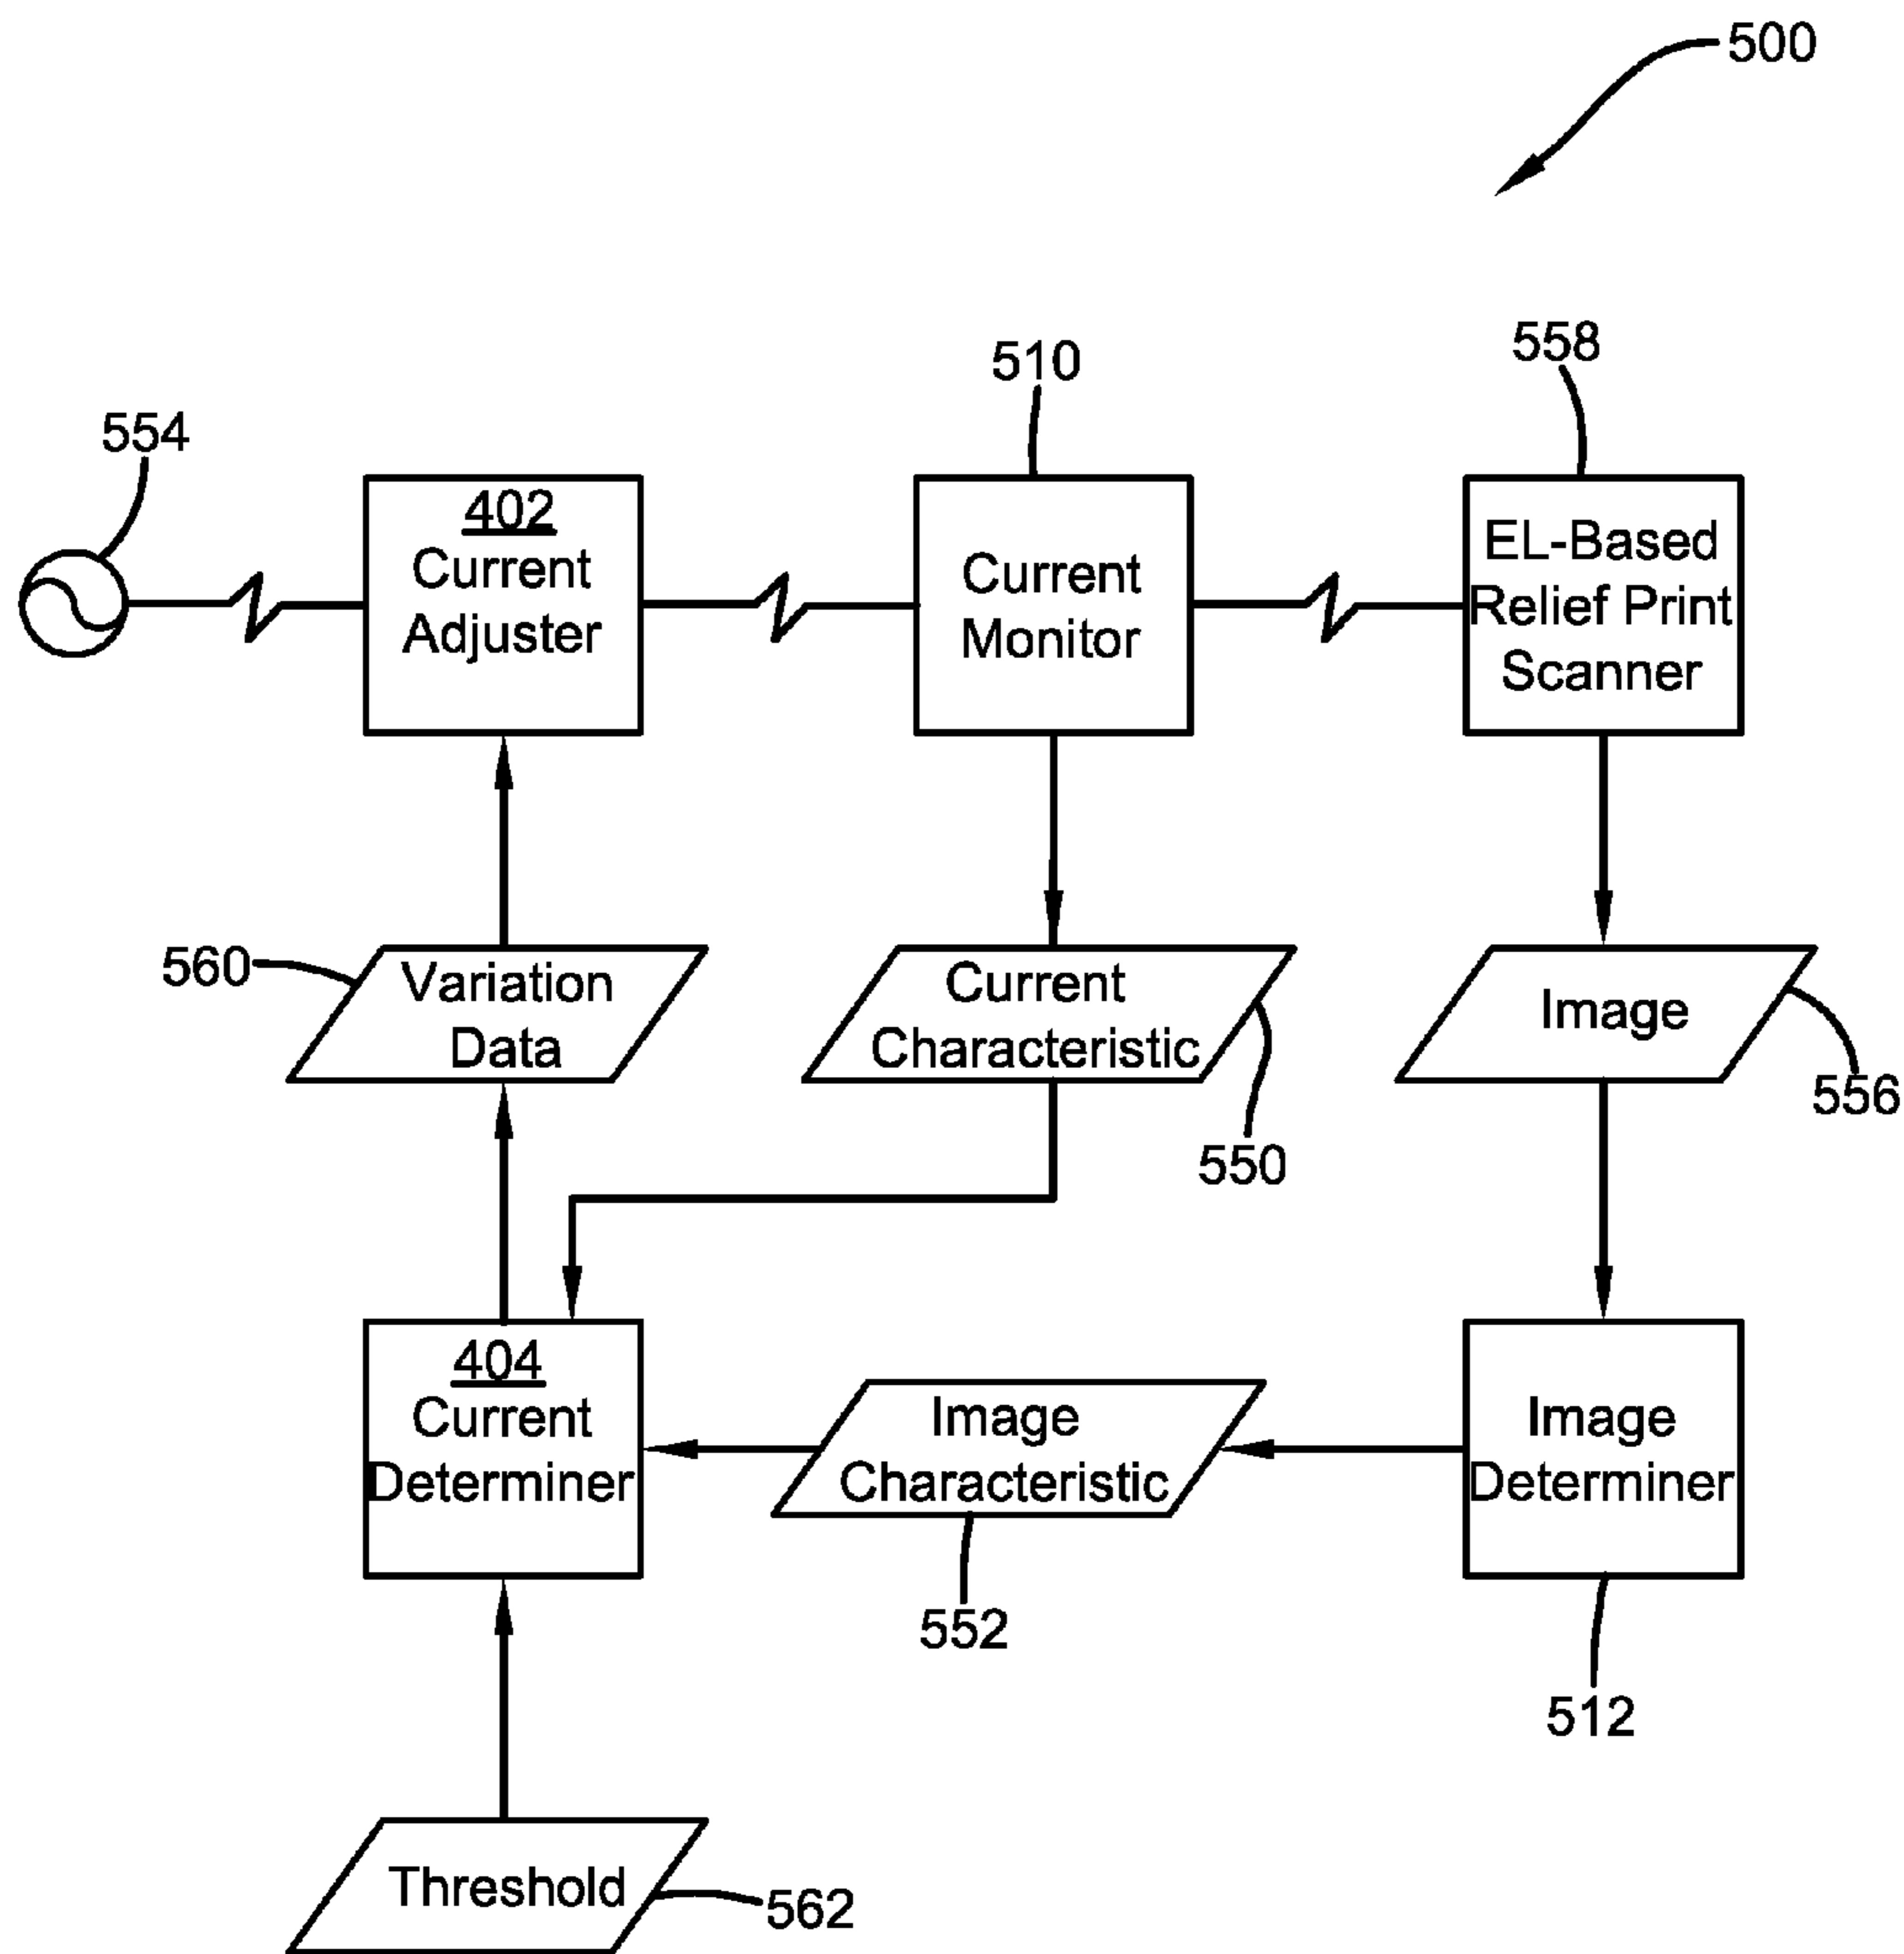 500
554
402
Current
Adjuster
510
Current
Monitor
558
EL-Based
Relief Print
Scanner
560
Variation
Data
Current
Characteristic
550
Image
556
404
Current
Determiner
Image
Characteristic
552
Image
Determiner
512
Threshold
562